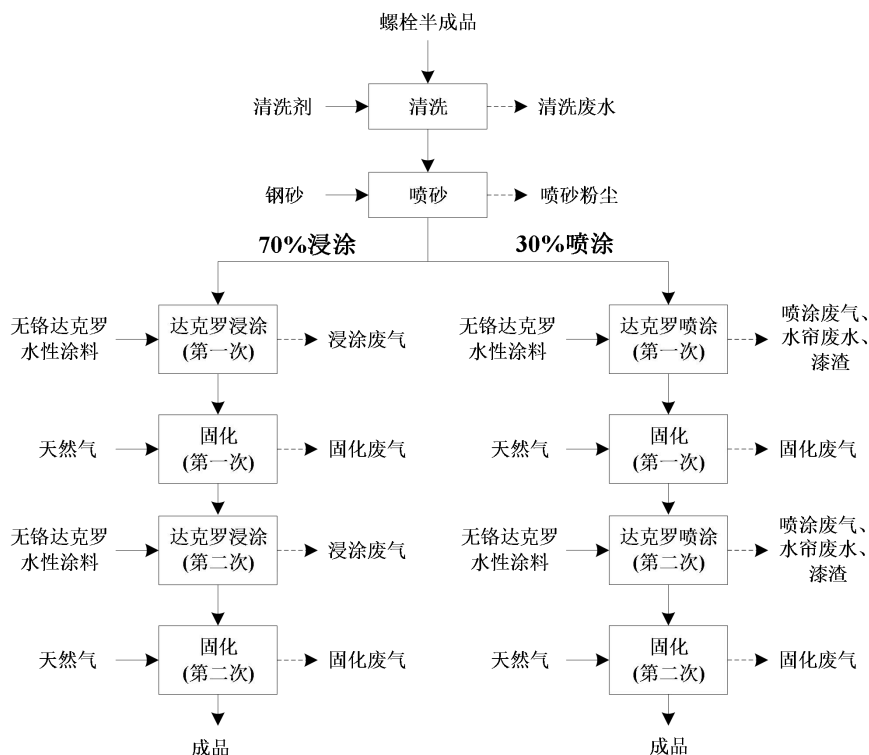 螺栓半成品
清洗剂
清洗
清洗废水
钢砂
喷砂
喷砂粉尘
70%浸涂
30%喷涂
无铬达克罗
水性涂料
达克罗浸涂
(第一次)
浸涂废气
无铬达克罗
水性涂料
达克罗喷涂
(第一次)
喷涂废气、
水帘废水、
漆渣
天然气
固化
(第一次)
固化废气
天然气
固化
(第一次)
固化废气
无铬达克罗
水性涂料
达克罗浸涂
(第二次)
浸涂废气
无铬达克罗
水性涂料
达克罗喷涂
(第二次)
喷涂废气、
水帘废水、
漆渣
天然气
固化
(第二次)
固化废气
天然气
固化
(第二次)
固化废气
成品
成品